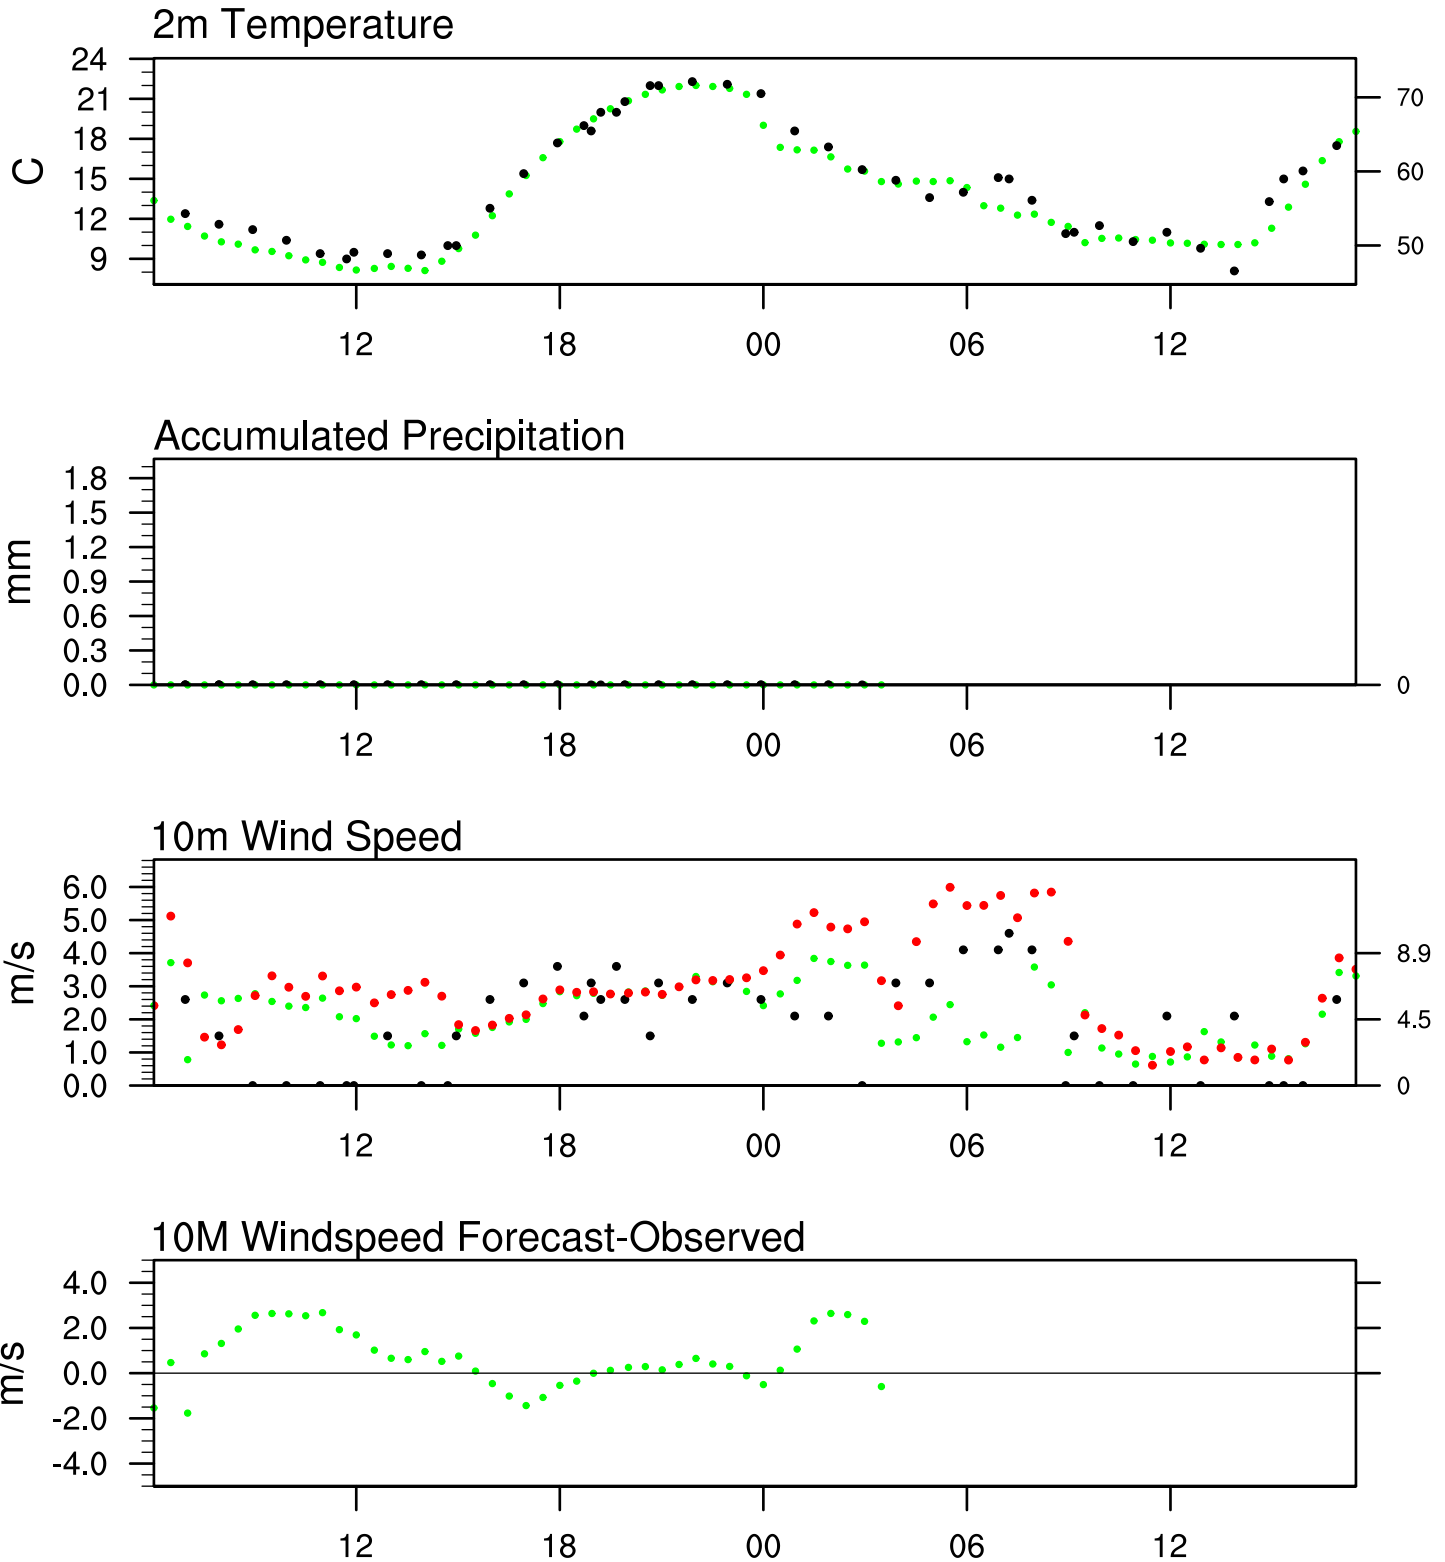 2m Temperature
24
21
18
15
12
9
C
70
60
50
12 18 00 06 12
Accumulated Precipitation
1.8
1.5
1.2
0.9
0.6
0.3
0.0
mm
0
12 18 00 06 12
10m Wind Speed
6.0
5.0
4.0
3.0
2.0
1.0
0.0
m/s
8.9
4.5
0
12 18 00 06 12
10M Windspeed Forecast-Observed
4.0
2.0
0.0
-2.0
-4.0
m/s
12 18 00 06 12